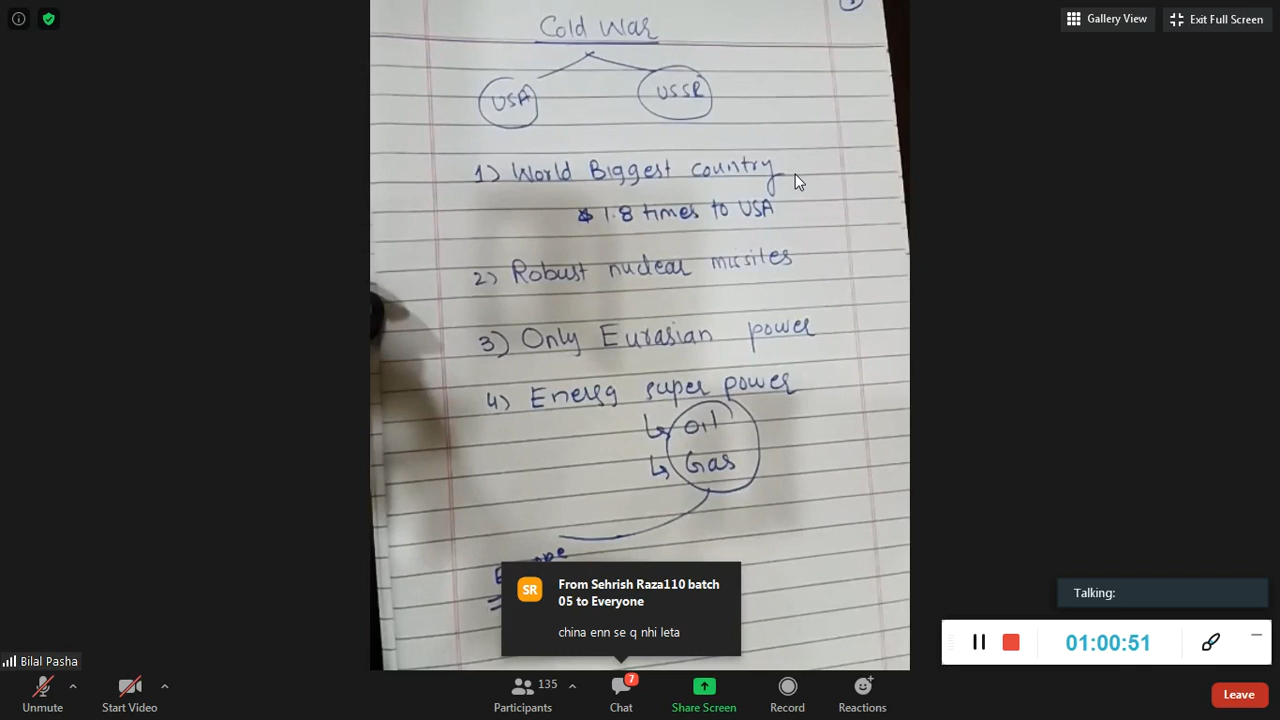 Gallery View
Exit Full Screen
Cold War
USA
USSR
1) World Biggest country
1.8 times to USA
2) Robust nuclear missiles
3) Only Eurasian power
4) Energy super power
↳ Oil
↳ Gas
SR
From Sehrish Raza110 batch
05 to Everyone
china enn se q nhi leta
Talking:
01:00:51
Bilal Pasha
Unmute
Start Video
135
Participants
7
Chat
Share Screen
Record
Reactions
Leave